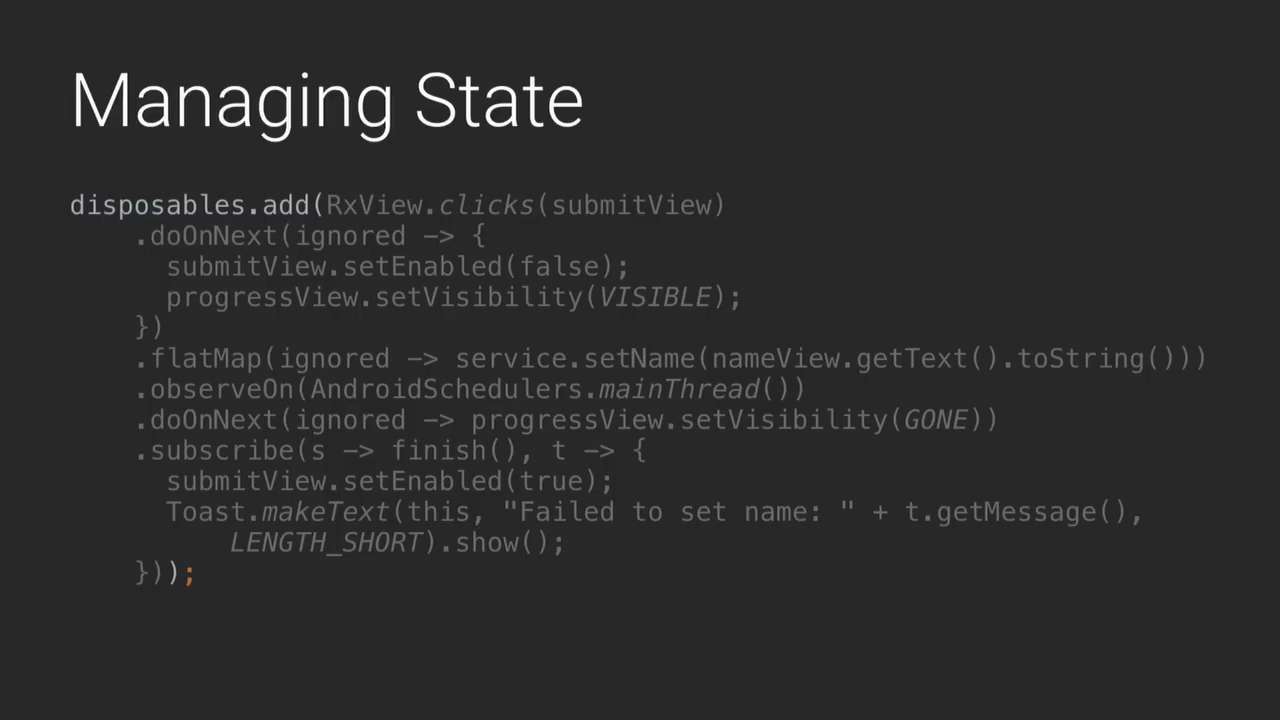 Managing State
disposables.add(RxView.clicks(submitView)
    .doOnNext(ignored -> {
      submitView.setEnabled(false);
      progressView.setVisibility(VISIBLE);
    })
    .flatMap(ignored -> service.setName(nameView.getText().toString()))
    .observeOn(AndroidSchedulers.mainThread())
    .doOnNext(ignored -> progressView.setVisibility(GONE))
    .subscribe(s -> finish(), t -> {
      submitView.setEnabled(true);
      Toast.makeText(this, "Failed to set name: " + t.getMessage(),
          LENGTH_SHORT).show();
    }));